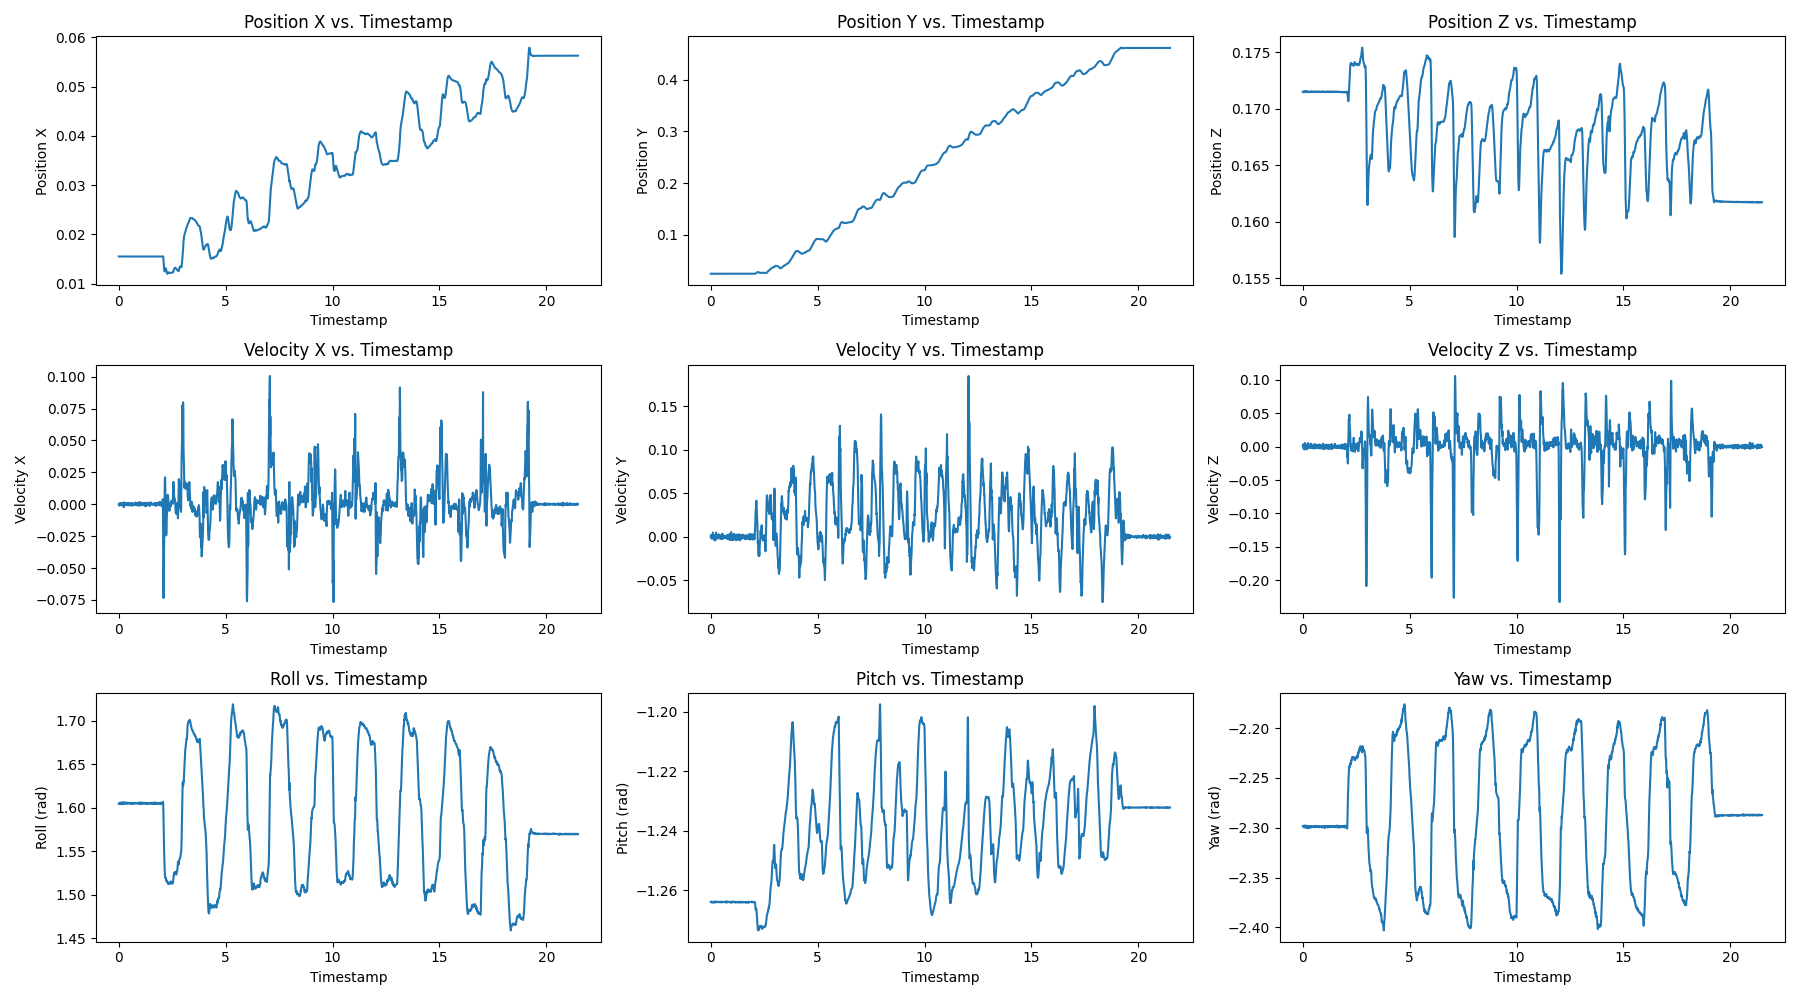 Position X vs. Timestamp
Position X
0.06
0.05
0.04
0.03
0.02
0.01
0 5 10 15 20
Timestamp
Position Y vs. Timestamp
Position Y
0.4
0.3
0.2
0.1
0 5 10 15 20
Timestamp
Position Z vs. Timestamp
Position Z
0.175
0.170
0.165
0.160
0.155
0 5 10 15 20
Timestamp
Velocity X vs. Timestamp
Velocity X
0.100
0.075
0.050
0.025
0.000
−0.025
−0.050
−0.075
0 5 10 15 20
Timestamp
Velocity Y vs. Timestamp
Velocity Y
0.15
0.10
0.05
0.00
−0.05
0 5 10 15 20
Timestamp
Velocity Z vs. Timestamp
Velocity Z
0.10
0.05
0.00
−0.05
−0.10
−0.15
−0.20
0 5 10 15 20
Timestamp
Roll vs. Timestamp
Roll (rad)
1.70
1.65
1.60
1.55
1.50
1.45
0 5 10 15 20
Timestamp
Pitch vs. Timestamp
Pitch (rad)
−1.20
−1.22
−1.24
−1.26
0 5 10 15 20
Timestamp
Yaw vs. Timestamp
Yaw (rad)
−2.20
−2.25
−2.30
−2.35
−2.40
0 5 10 15 20
Timestamp